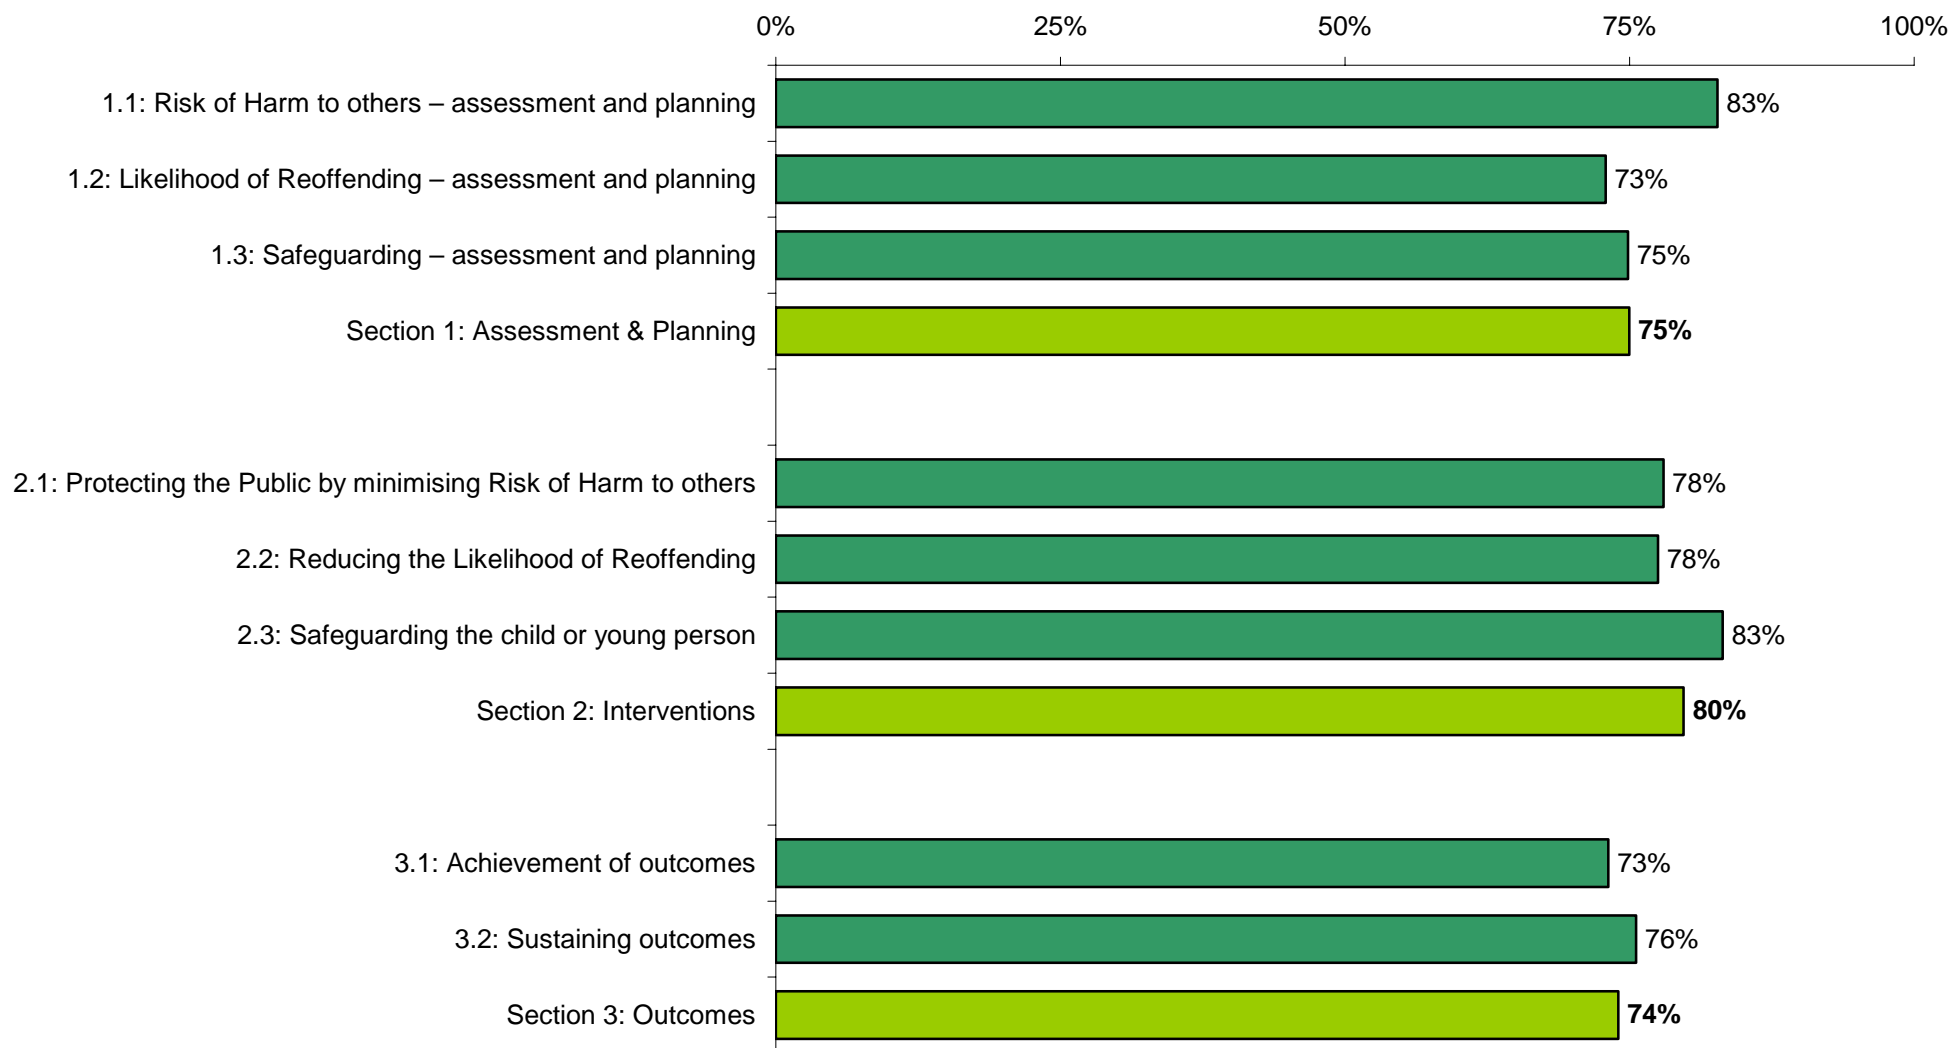 0% 25% 50% 75% 100%
1.1: Risk of Harm to others – assessment and planning 83%
1.2: Likelihood of Reoffending – assessment and planning 73%
1.3: Safeguarding – assessment and planning 75%
Section 1: Assessment & Planning 75%
2.1: Protecting the Public by minimising Risk of Harm to others 78%
2.2: Reducing the Likelihood of Reoffending 78%
2.3: Safeguarding the child or young person 83%
Section 2: Interventions 80%
3.1: Achievement of outcomes 73%
3.2: Sustaining outcomes 76%
Section 3: Outcomes 74%